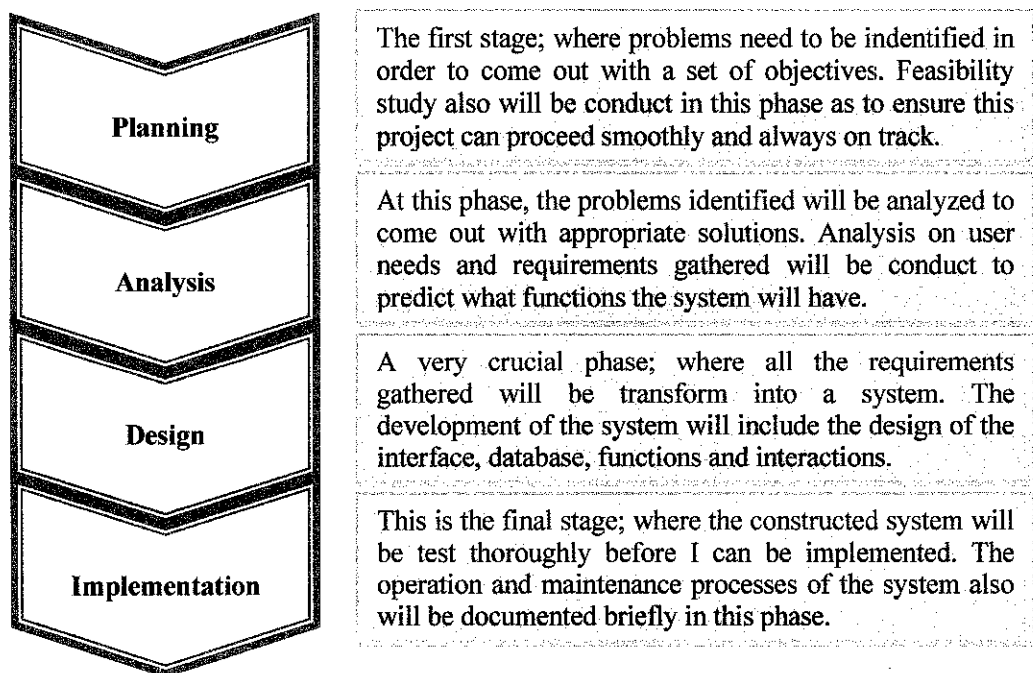 Planning
The first stage; where problems need to be indentified in
order to come out with a set of objectives. Feasibility
study also will be conduct in this phase as to ensure this
project can proceed smoothly and always on track.
Analysis
At this phase, the problems identified will be analyzed to
come out with appropriate solutions. Analysis on user
needs and requirements gathered will be conduct to
predict what functions the system will have.
Design
A very crucial phase; where all the requirements
gathered will be transform into a system. The
development of the system will include the design of the
interface, database, functions and interactions.
Implementation
This is the final stage; where the constructed system will
be test thoroughly before I can be implemented. The
operation and maintenance processes of the system also
will be documented briefly in this phase.